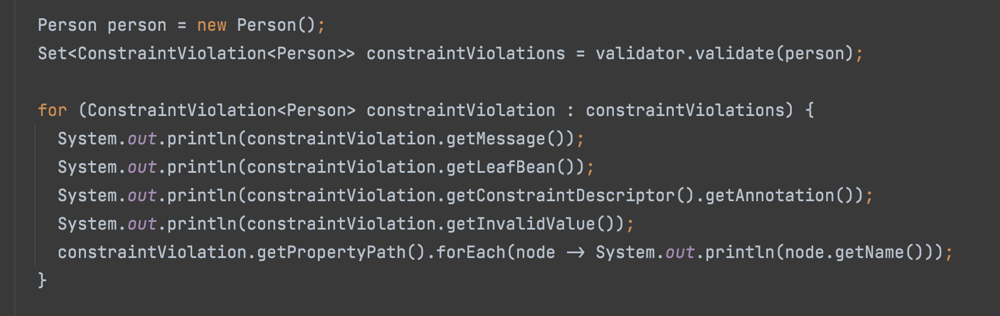 Person person = new Person();
Set<ConstraintViolation<Person>> constraintViolations = validator.validate(person);
for (ConstraintViolation<Person> constraintViolation : constraintViolations) {
System.out.println(constraintViolation.getMessage());
System.out.println(constraintViolation.getLeafBean());
System.out.println(constraintViolation.getConstraintDescriptor().getAnnotation());
System.out.println(constraintViolation.getInvalidValue());
constraintViolation.getPropertyPath().forEach(node -> System.out.println(node.getName()));
}